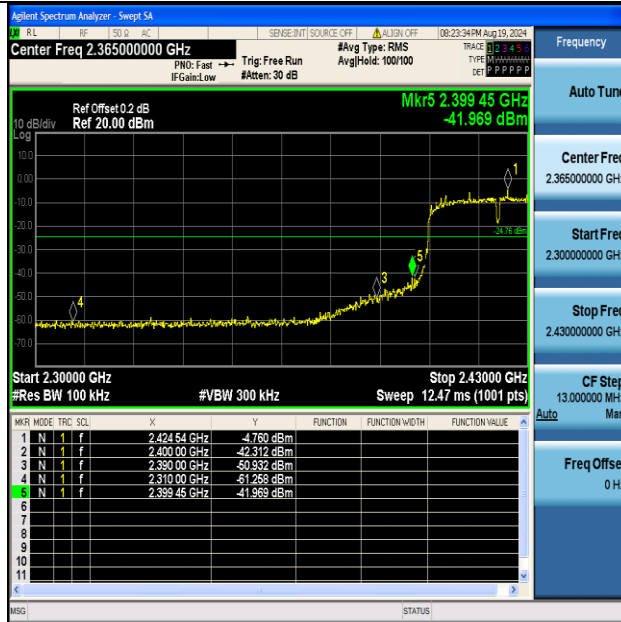 Agilent Spectrum Analyzer - Swept SA
RL RF 50 Ω AC SENSE:INT SOURCE OFF ALIGN OFF 08:23:34 PM Aug 19, 2024
Center Freq 2.365000000 GHz
PNO: Fast
IFGain:Low
Trig: Free Run
#Atten: 30 dB
#Avg Type: RMS
Avg|Hold: 100/100
TRACE 1 2 3 4 5 6
TYPE M
DET P P P P P P
Ref Offset 0.2 dB
10 dB/div Ref 20.00 dBm
Log
Mkr5 2.399 45 GHz
-41.969 dBm
10.0
0.00
-10.0
-20.0
-30.0
-40.0
-50.0
-60.0
-70.0
1
-24.76 dBm
5
3
4
Start 2.30000 GHz Stop 2.43000 GHz
#Res BW 100 kHz #VBW 300 kHz Sweep 12.47 ms (1001 pts)
MKR MODE TRC SCL X Y FUNCTION FUNCTION WIDTH FUNCTION VALUE
1 N 1 f 2.424 54 GHz -4.760 dBm
2 N 1 f 2.400 00 GHz -42.312 dBm
3 N 1 f 2.390 00 GHz -50.932 dBm
4 N 1 f 2.310 00 GHz -61.258 dBm
5 N 1 f 2.399 45 GHz -41.969 dBm
6
7
8
9
10
11
MSG STATUS
Frequency
Auto Tune
Center Freq
2.365000000 GHz
Start Freq
2.300000000 GHz
Stop Freq
2.430000000 GHz
CF Step
13.000000 MHz
Auto Man
Freq Offset
0 Hz